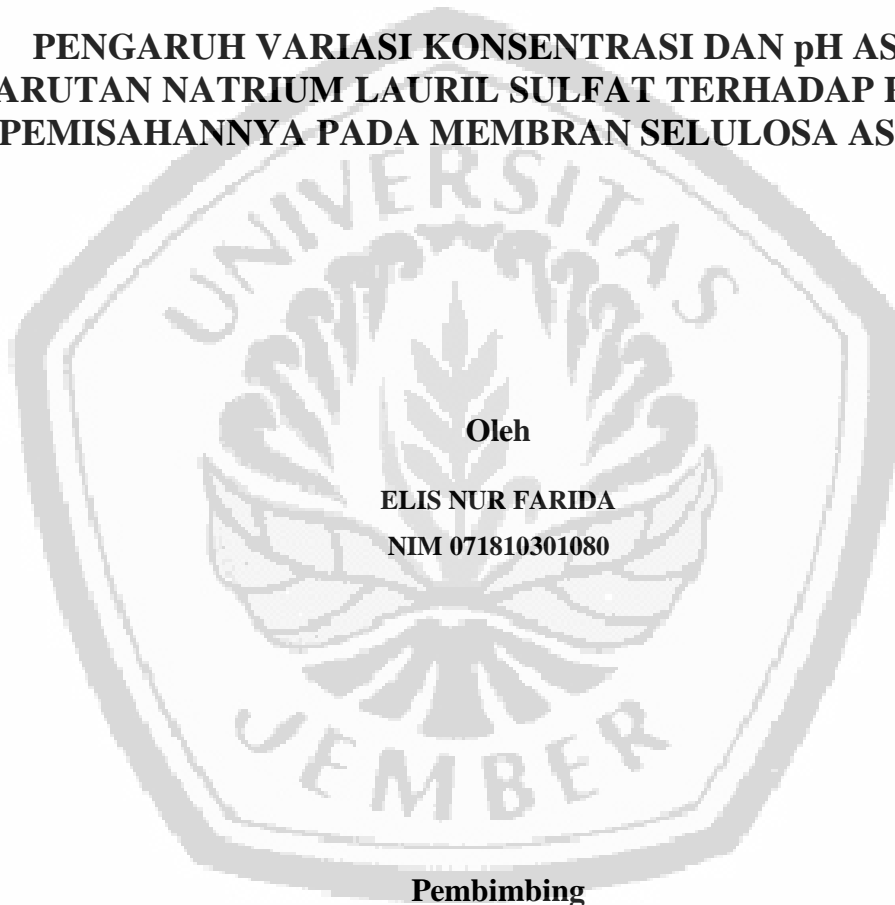 PENGARUH VARIASI KONSENTRASI DAN pH AS
ARUTAN NATRIUM LAURIL SULFAT TERHADAP
PEMISAHANNYA PADA MEMBRAN SELULOSA AS
UNIVERSITAS
Oleh
ELIS NUR FARIDA
NIM 071810301080
JEMBER
Pembimbing